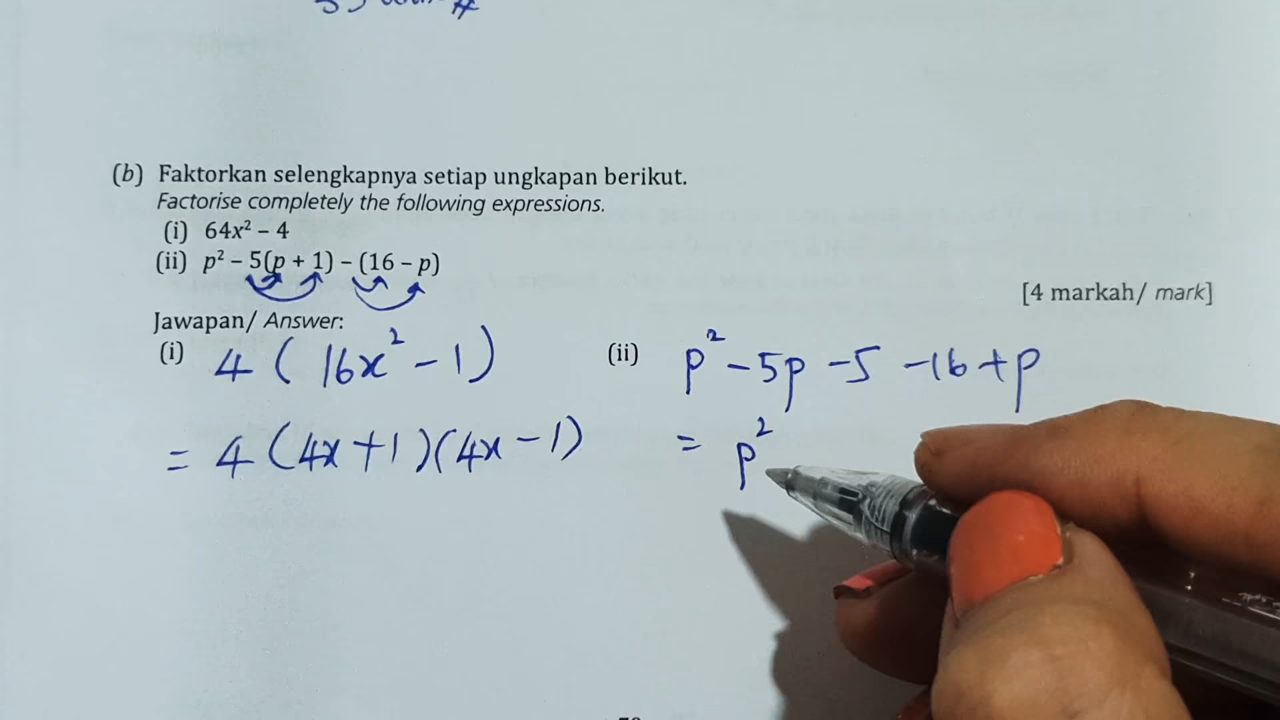 (b) Faktorkan selengkapnya setiap ungkapan berikut.
Factorise completely the following expressions.
(i) 64x² – 4
(ii) p² – 5(p + 1) – (16 – p)
[4 markah/ mark]
Jawapan/ Answer:
(i) 4 ( 16x² - 1 )
= 4 ( 4x + 1 ) ( 4x - 1 )
(ii) p² - 5p - 5 - 16 + p
= p²